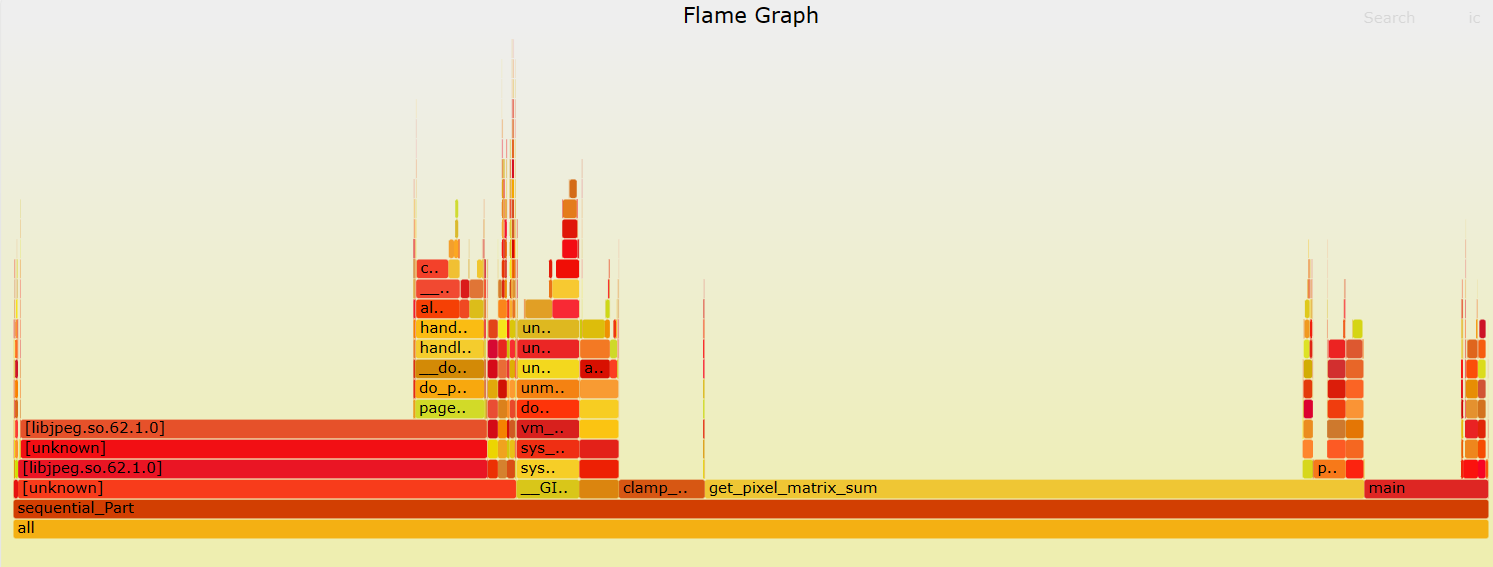 Flame Graph
Search ic
c..
__..
al..
hand.. un..
handl.. un..
__do.. un.. a..
do_p.. unm..
page.. do..
[libjpeg.so.62.1.0] vm_..
[unknown] sys_..
[libjpeg.so.62.1.0] sys.. p..
[unknown] __GI.. clamp_.. get_pixel_matrix_sum main
sequential_Part
all